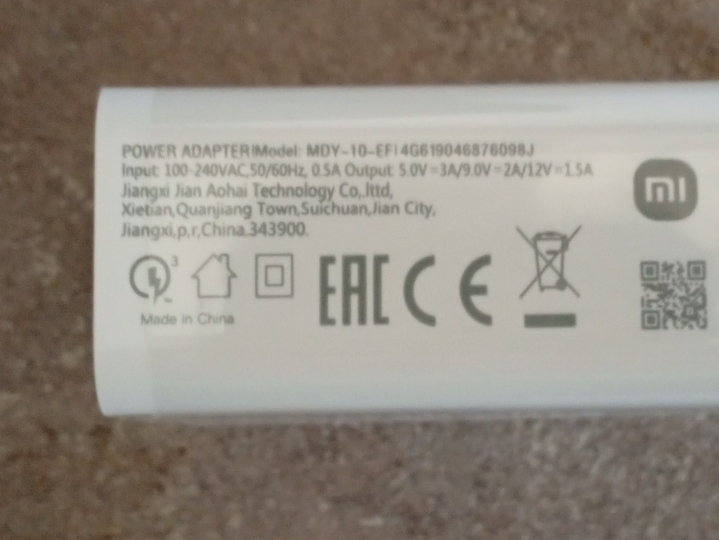 POWER ADAPTER|Model: MDY-10-EF|4G619046876098J
Input: 100-240VAC,50/60Hz, 0.5A Output: 5.0V⎓3A/9.0V⎓2A/12V⎓1.5A
Jiangxi Jian Aohai Technology Co,.lttd,
Xietian,Quanjiang Town,Suichuan,Jian City,
Jiangxi,p,r,China.343900.
mi
3
EAC CE
Made in China